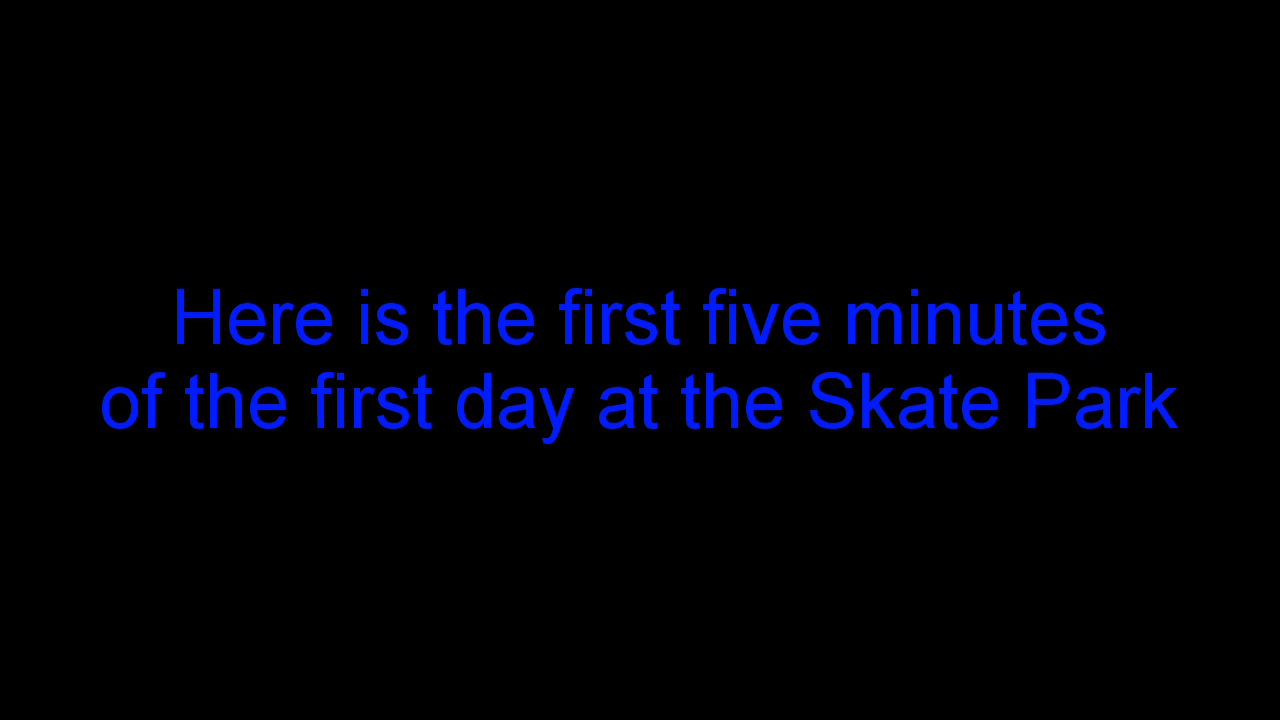 Here is the first five minutes
of the first day at the Skate Park